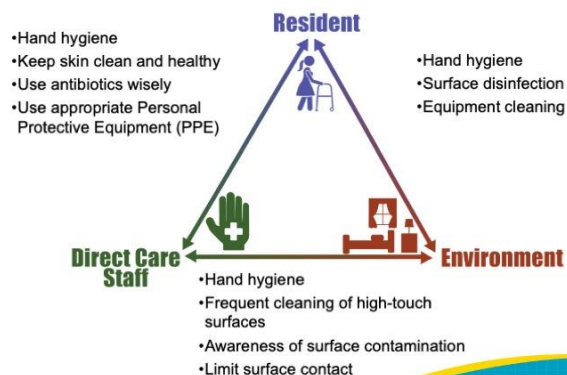 Resident
•Hand hygiene
•Keep skin clean and healthy
•Use antibiotics wisely
•Use appropriate Personal
Protective Equipment (PPE)
•Hand hygiene
•Surface disinfection
•Equipment cleaning
Direct Care
Staff
Environment
•Hand hygiene
•Frequent cleaning of high-touch
surfaces
•Awareness of surface contamination
•Limit surface contact